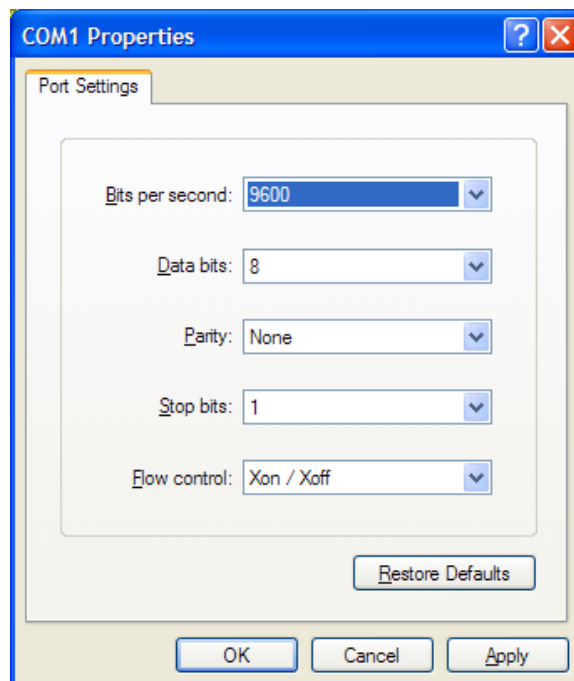 COM1 Properties
Port Settings
Bits per second: 9600
Data bits: 8
Parity: None
Stop bits: 1
Flow control: Xon / Xoff
Restore Defaults
OK Cancel Apply